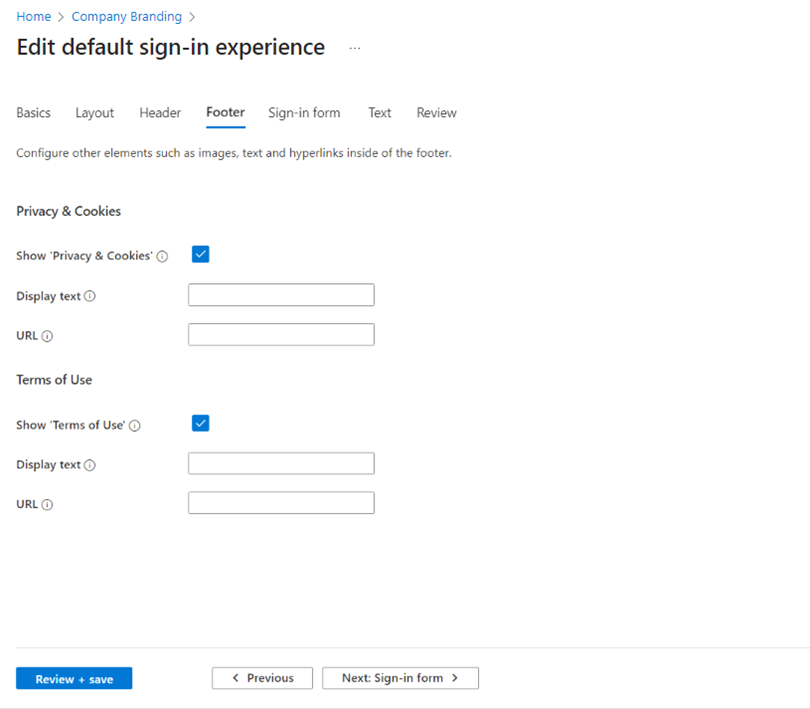 Home > Company Branding >
Edit default sign-in experience ...
Basics Layout Header Footer Sign-in form Text Review
Configure other elements such as images, text and hyperlinks inside of the footer.
Privacy & Cookies
Show 'Privacy & Cookies'
Display text
URL
Terms of Use
Show 'Terms of Use'
Display text
URL
Review + save < Previous Next: Sign-in form >